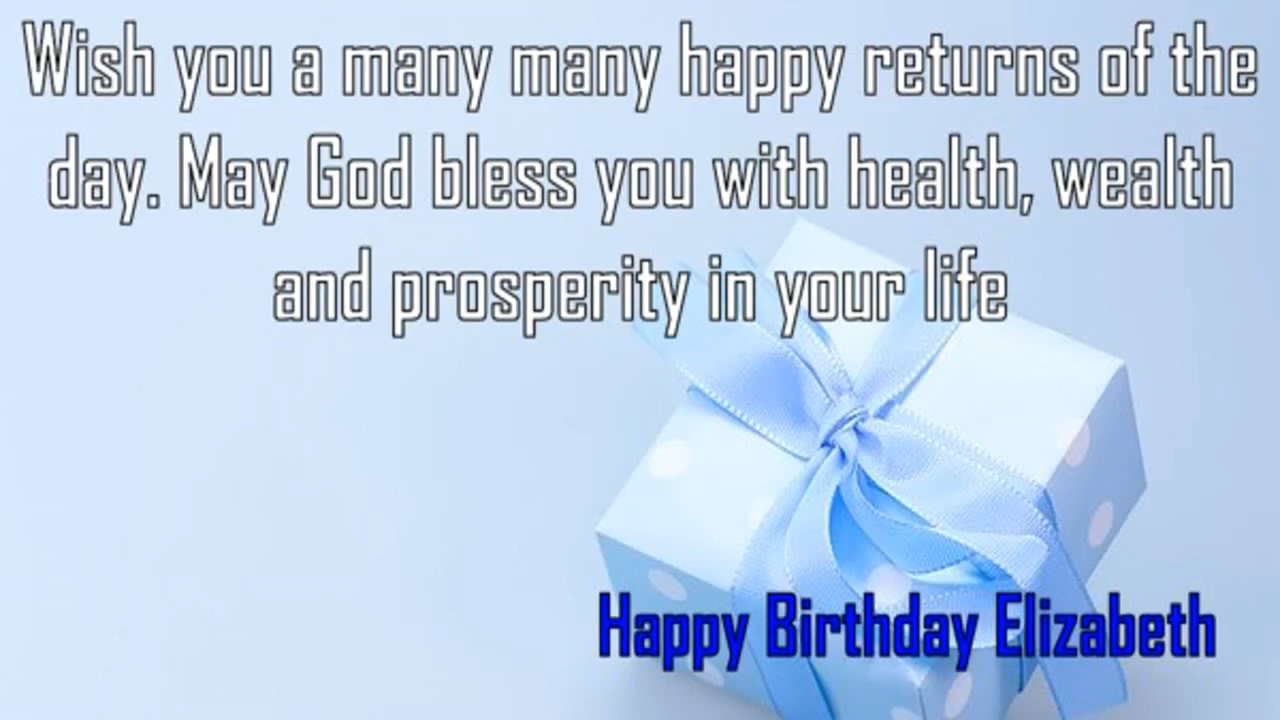 Wish you a many many happy returns of the
day. May God bless you with health, wealth
and prosperity in your life
Happy Birthday Elizabeth